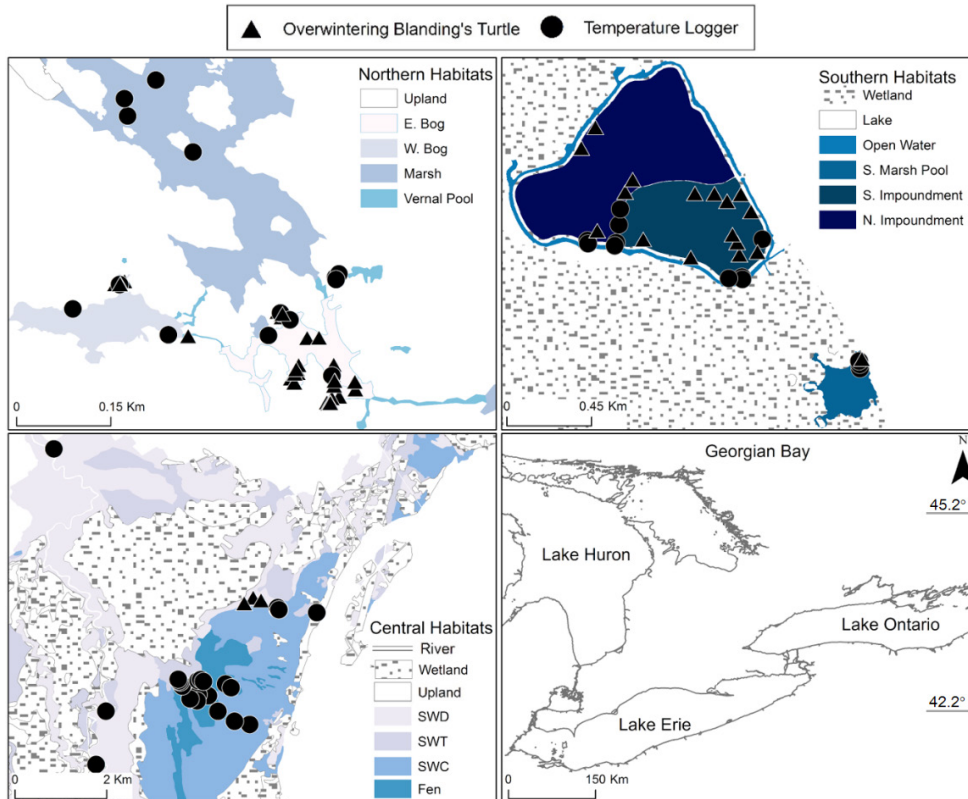 Overwintering Blanding's Turtle Temperature Logger
Northern Habitats
Upland
E. Bog
W. Bog
Marsh
Vernal Pool
0 0.15 Km
Southern Habitats
Wetland
Lake
Open Water
S. Marsh Pool
S. Impoundment
N. Impoundment
0 0.45 Km
Central Habitats
River
Wetland
Upland
SWD
SWT
SWC
Fen
0 2 Km
Georgian Bay
N
45.2°
Lake Huron
Lake Ontario
42.2°
Lake Erie
0 150 Km